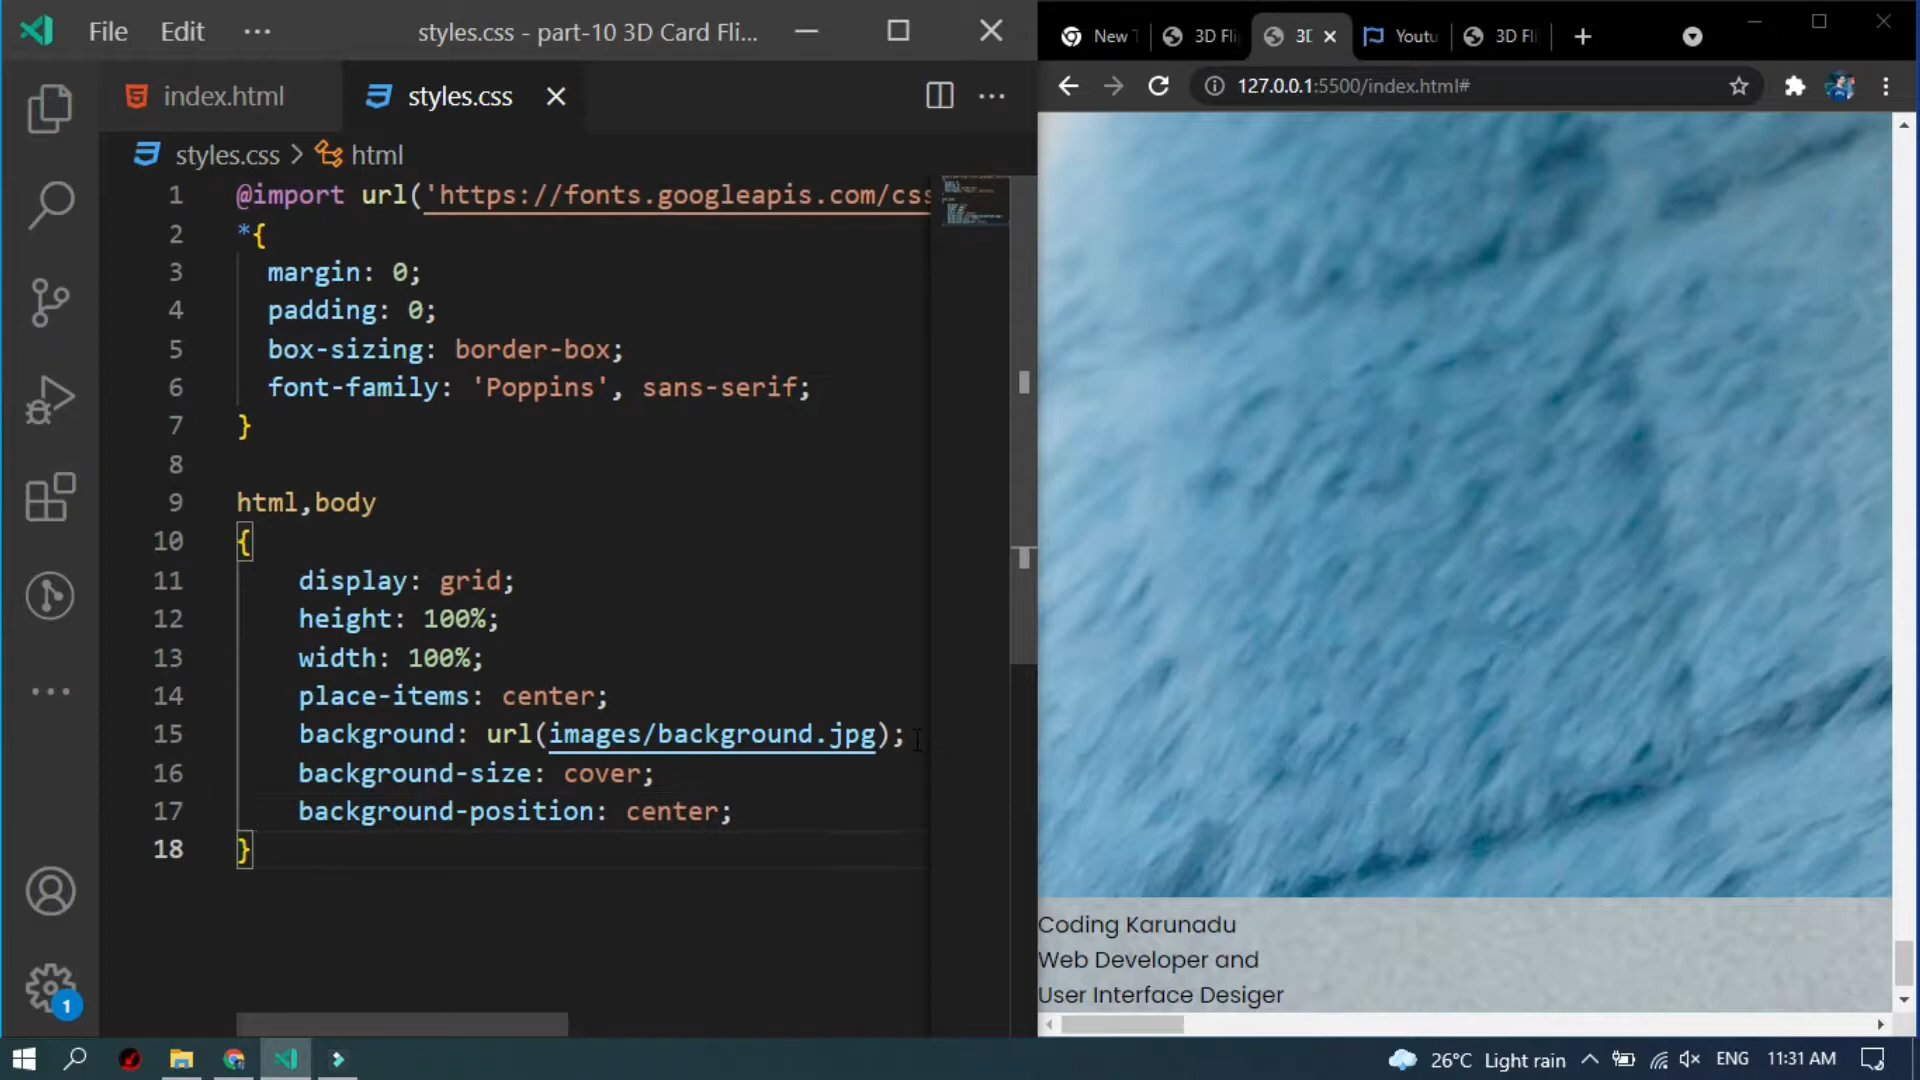 File Edit ··· styles.css - part-10 3D Card Fli...
index.html styles.css
styles.css > html
1 @import url('https://fonts.googleapis.com/css
2 *{
3 margin: 0;
4 padding: 0;
5 box-sizing: border-box;
6 font-family: 'Poppins', sans-serif;
7 }
8
9 html,body
10 {
11 display: grid;
12 height: 100%;
13 width: 100%;
14 place-items: center;
15 background: url(images/background.jpg);
16 background-size: cover;
17 background-position: center;
18 }
1
New 3D Fli 3D Youtu 3D Fl
127.0.0.1:5500/index.html#
Coding Karunadu
Web Developer and
User Interface Desiger
26°C Light rain ENG 11:31 AM